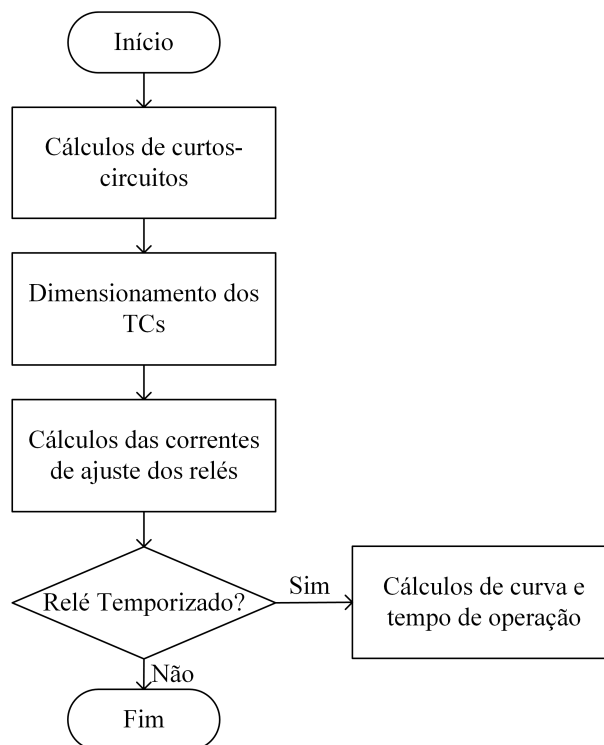 Início
Cálculos de curtos-
circuitos
Dimensionamento dos
TCs
Cálculos das correntes
de ajuste dos relés
Relé Temporizado?
Sim
Cálculos de curva e
tempo de operação
Não
Fim